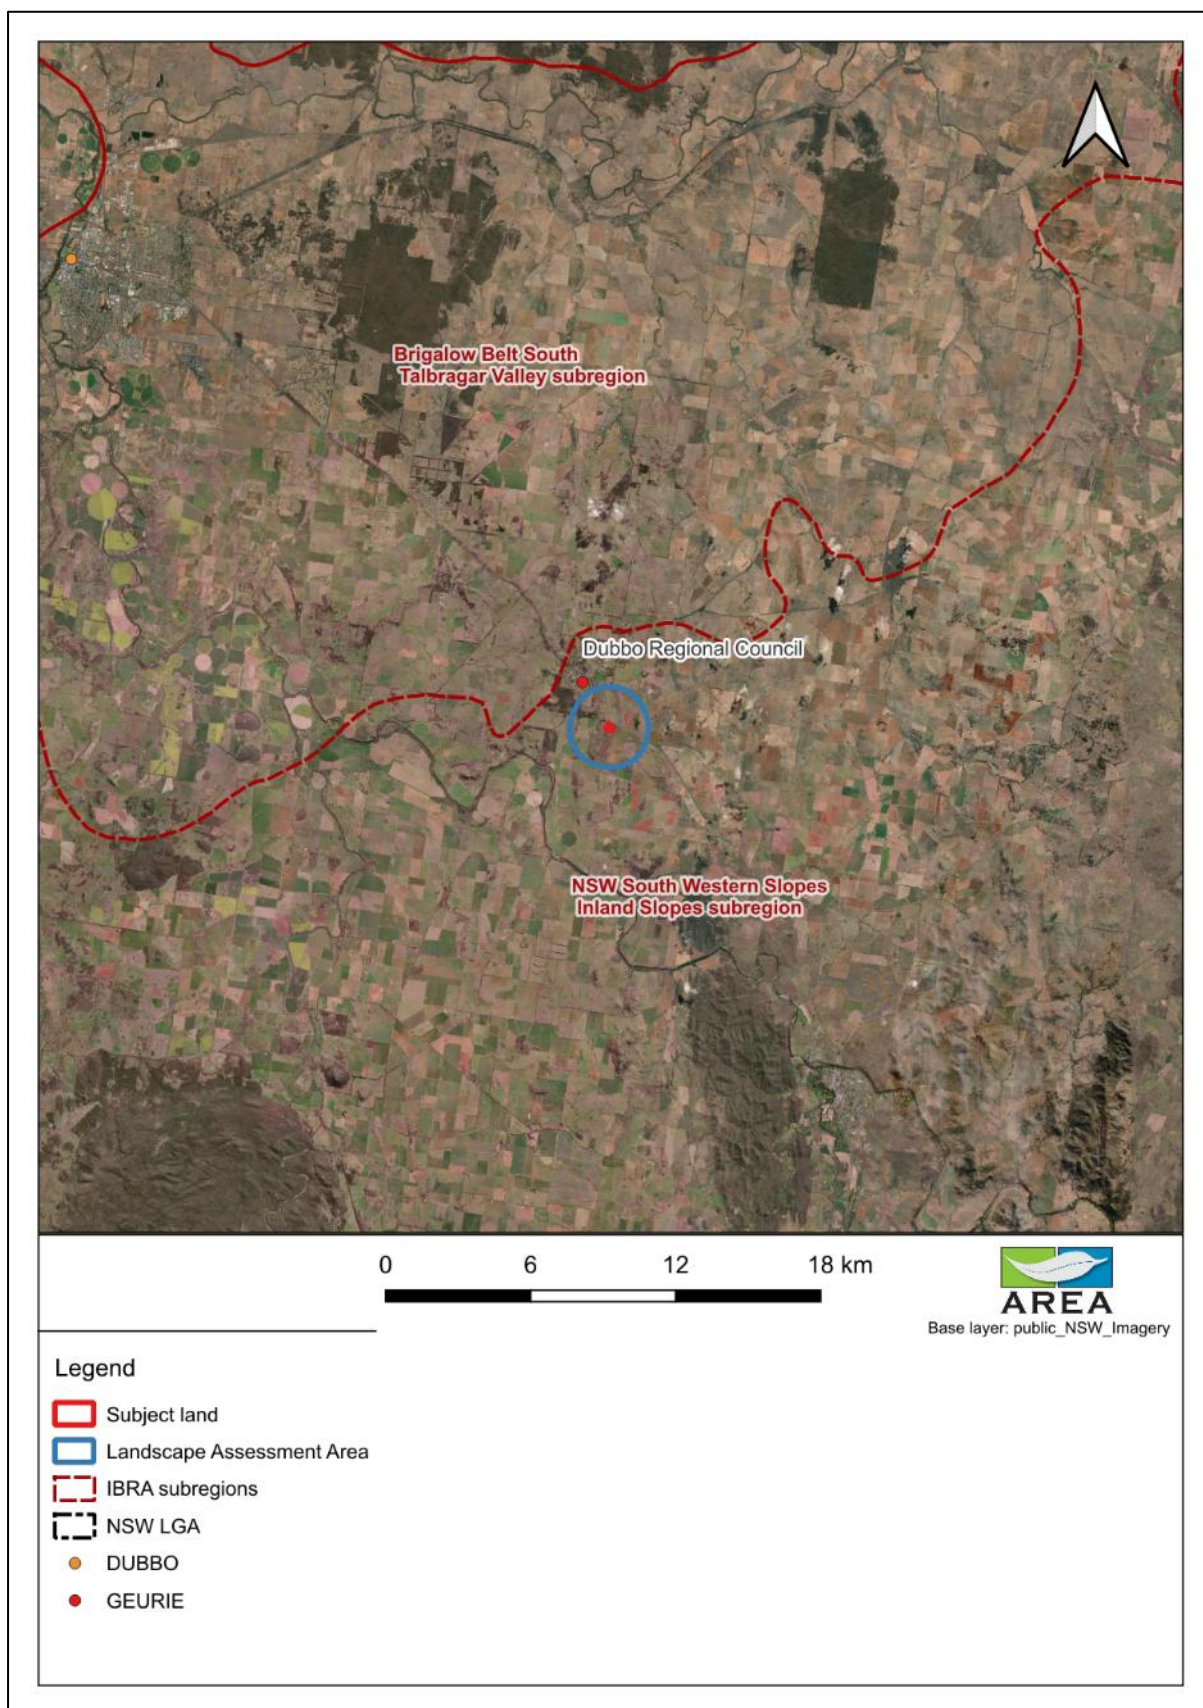 Brigalow Belt South
Talbragar Valley subregion
Dubbo Regional Council
NSW South Western Slopes
Inland Slopes subregion
0 6 12 18 km
AREA
Base layer: public_NSW_Imagery
Legend
Subject land
Landscape Assessment Area
IBRA subregions
NSW LGA
DUBBO
GEURIE